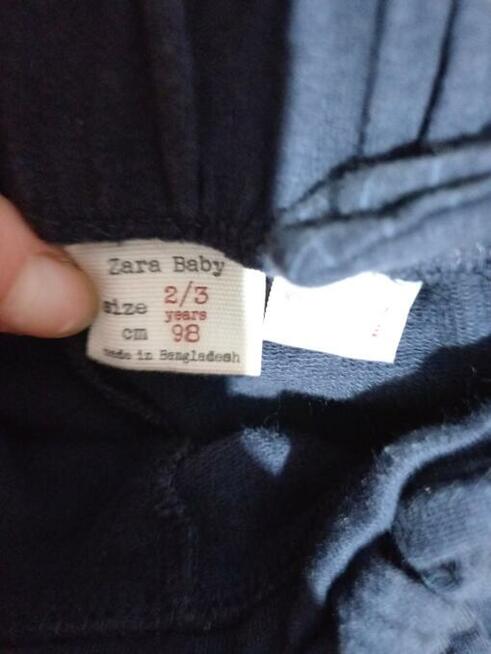 Zara Baby
size 2/3
years
cm 98
made in Bangladesh